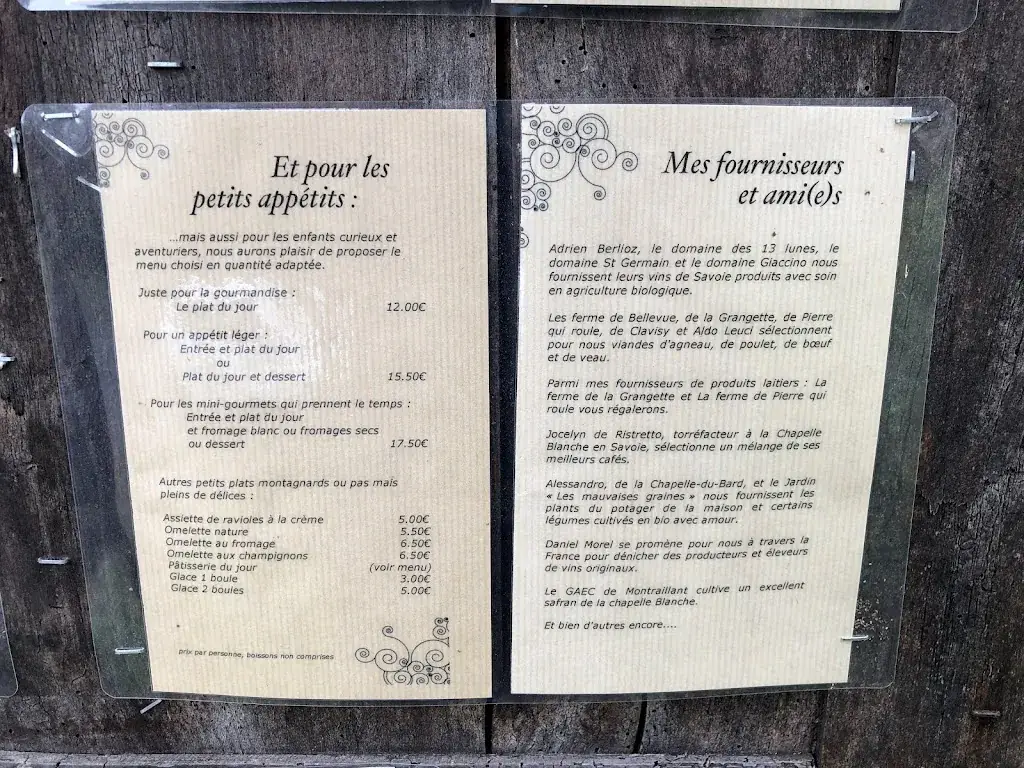 Et pour les
petits appétits :
...mais aussi pour les enfants curieux et
aventuriers, nous aurons plaisir de proposer le
menu choisi en quantité adaptée.
Juste pour la gourmandise :
Le plat du jour 12.00€
Pour un appétit léger :
Entrée et plat du jour
ou
Plat du jour et dessert 15.50€
Pour les mini-gourmets qui prennent le temps :
Entrée et plat du jour
et fromage blanc ou fromages secs
ou dessert 17.50€
Autres petits plats montagnards ou pas mais
pleins de délices :
Assiette de ravioles à la crème 5.00€
Omelette nature 5.50€
Omelette au fromage 6.50€
Omelette aux champignons 6.50€
Pâtisserie du jour (voir menu)
Glace 1 boule 3.00€
Glace 2 boules 5.00€
prix par personne, boissons non comprises
Mes fournisseurs
et ami(e)s
Adrien Berlioz, le domaine des 13 lunes, le
domaine St Germain et le domaine Giaccino nous
fournissent leurs vins de Savoie produits avec soin
en agriculture biologique.
Les ferme de Bellevue, de la Grangette, de Pierre
qui roule, de Clavisy et Aldo Leuci sélectionnent
pour nous viandes d'agneau, de poulet, de bœuf
et de veau.
Parmi mes fournisseurs de produits laitiers : La
ferme de la Grangette et La ferme de Pierre qui
roule vous régalerons.
Jocelyn de Ristretto, torréfacteur à la Chapelle
Blanche en Savoie, sélectionne un mélange de ses
meilleurs cafés.
Alessandro, de la Chapelle-du-Bard, et le Jardin
« Les mauvaises graines » nous fournissent les
plants du potager de la maison et certains
légumes cultivés en bio avec amour.
Daniel Morel se promène pour nous à travers la
France pour dénicher des producteurs et éleveurs
de vins originaux.
Le GAEC de Montraillant cultive un excellent
safran de la chapelle Blanche.
Et bien d'autres encore....